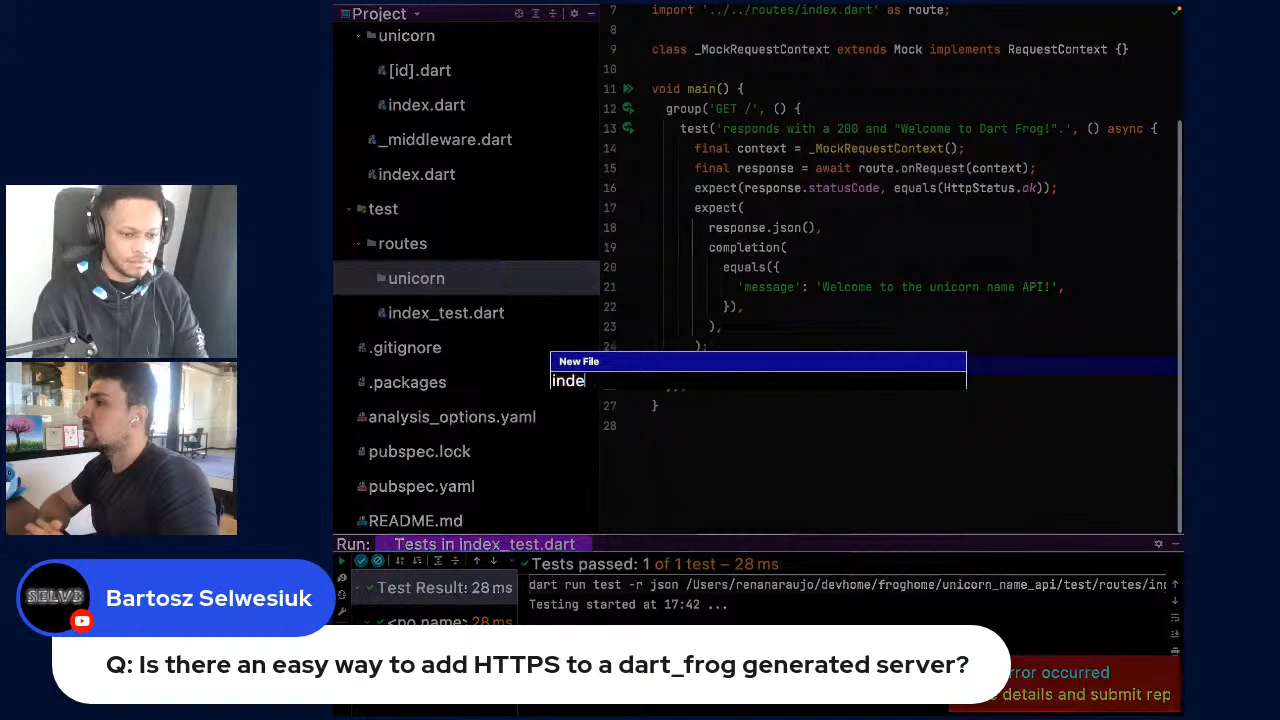 Project
unicorn
[id].dart
index.dart
_middleware.dart
index.dart
test
routes
unicorn
index_test.dart
.gitignore
.packages
analysis_options.yaml
pubspec.lock
pubspec.yaml
README.md
7 import '../../routes/index.dart' as route;
8
9 class _MockRequestContext extends Mock implements RequestContext {}
10
11 void main() {
12 group('GET /', () {
13 test('responds with a 200 and "Welcome to Dart Frog!".', () async {
14 final context = _MockRequestContext();
15 final response = await route.onRequest(context);
16 expect(response.statusCode, equals(HttpStatus.ok));
17 expect(
18 response.json(),
19 completion(
20 equals({
21 'message': 'Welcome to the unicorn name API!',
22 }),
23 ),
24 );
27 }
28
New File
inde
Run: Tests in index_test.dart
Tests passed: 1 of 1 test – 28 ms
Test Result: 28 ms
<no name> 28 ms
dart run test -r json /Users/renanaraujo/devhome/froghome/unicorn_name_api/test/routes/in
Testing started at 17:42 ...
rror occurred
details and submit rep
SELV3
Bartosz Selwesiuk
Q: Is there an easy way to add HTTPS to a dart_frog generated server?